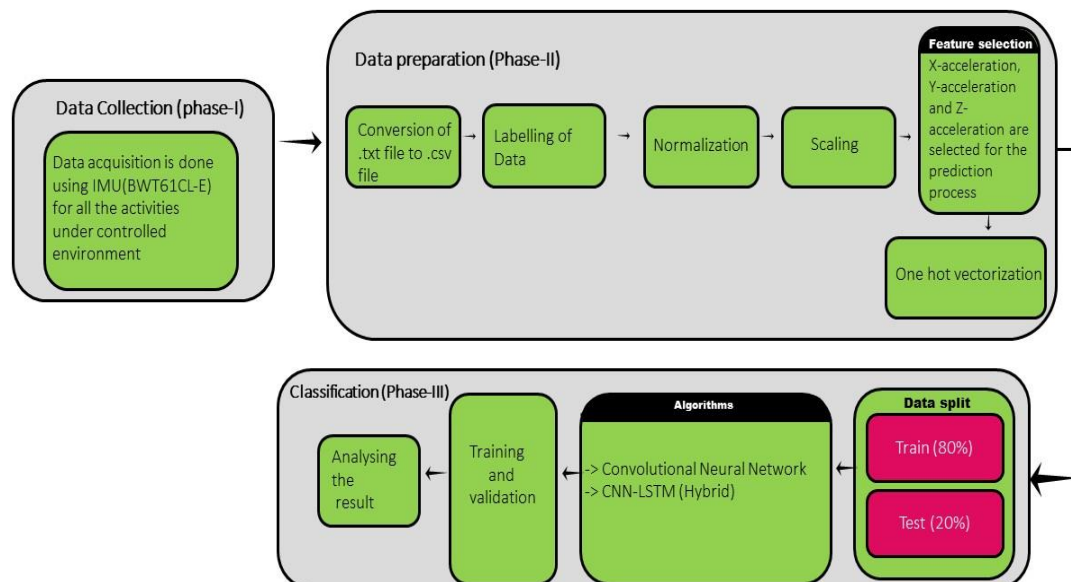 Data Collection (phase-I)
Data acquisition is done
using IMU(BWT61CL-E)
for all the activities
under controlled
environment
Data preparation (Phase-II)
Conversion of
.txt file to .csv
file
Labelling of
Data
Normalization
Scaling
Feature selection
X-acceleration,
Y-acceleration
and Z-
acceleration are
selected for the
prediction
process
One hot vectorization
Classification (Phase-III)
Data split
Train (80%)
Test (20%)
Algorithms
-> Convolutional Neural Network
-> CNN-LSTM (Hybrid)
Training
and
validation
Analysing
the
result